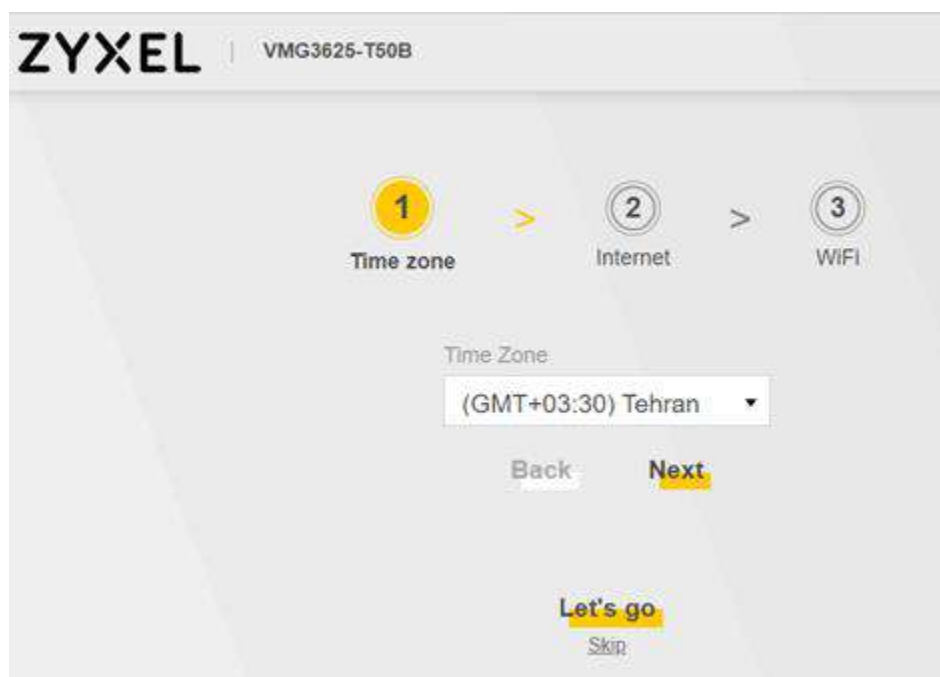 ZYXEL | VMG3625-T50B
1 > 2 > 3
Time zone Internet WiFi
Time Zone
(GMT+03:30) Tehran
Back Next
Let's go
Skip